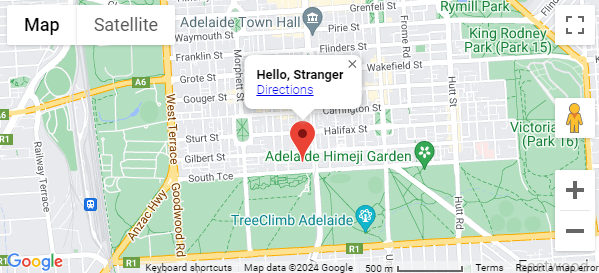 Map
Satellite
Adelaide Town Hall
Rymill Park
Pirie St
Waymouth St
Flinders St
Franklin St
Wakefield St
King Rodney
Park (Park 15)
Grote St
Gouger St
Morphett St
Frome Rd
Hutt St
Hello, Stranger
Directions
A6
A6
R1
Carrington St
Halifax St
Sturt St
Gilbert St
South Tce
West Terrace
Goodwood Rd
Anzac Hwy
Railway Terrace
Adelaide Himeji Garden
Victoria
(Park 16)
TreeClimb Adelaide
Hutt Rd
R1
R1
Eastwood
Google
Keyboard shortcuts
Map data ©2024 Google
500 m
Terms
Report a map error